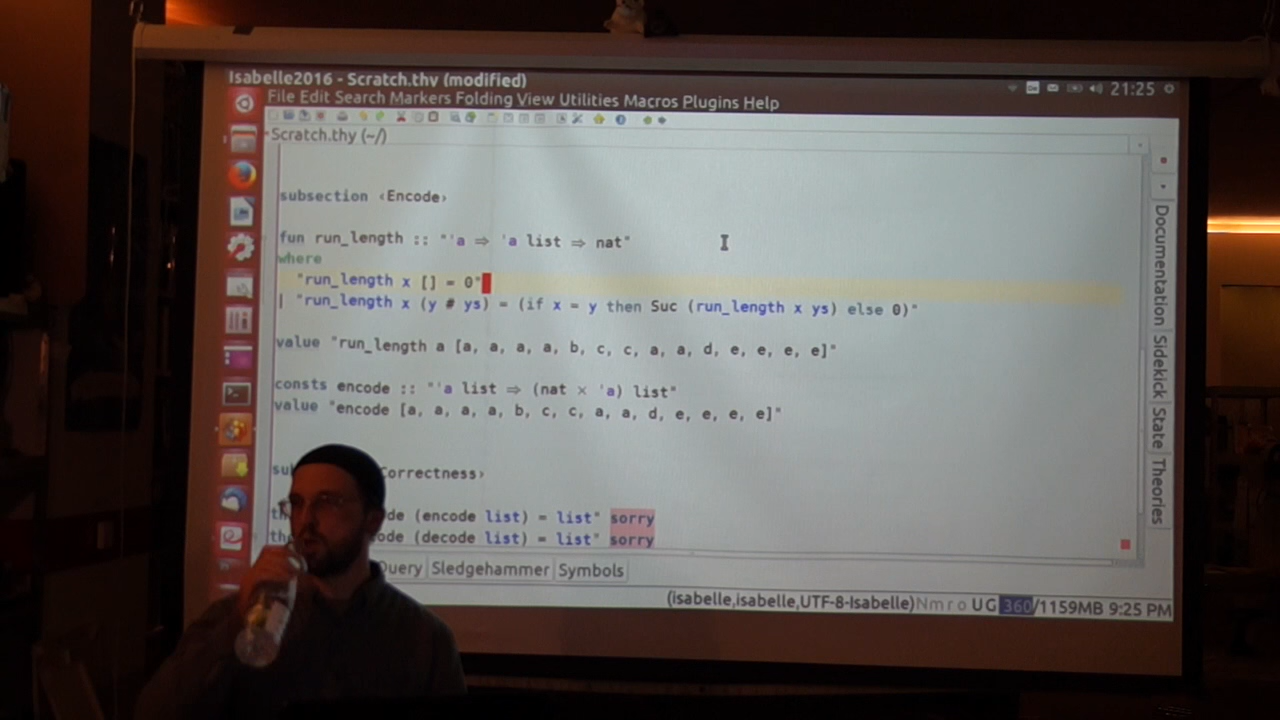 Isabelle2016 - Scratch.thy (modified)
21:25
File Edit Search Markers Folding View Utilities Macros Plugins Help
Scratch.thy (~/)
subsection ‹Encode›
fun run_length :: "'a ⇒ 'a list ⇒ nat"
where
"run_length x [] = 0"
| "run_length x (y # ys) = (if x = y then Suc (run_length x ys) else 0)"
value "run_length a [a, a, a, a, b, c, c, a, a, d, e, e, e, e]"
consts encode :: "'a list ⇒ (nat × 'a) list"
value "encode [a, a, a, a, b, c, c, a, a, d, e, e, e, e]"
Correctness›
(encode list) = list" sorry
(decode list) = list" sorry
Documentation
Sidekick
State
Theories
Query Sledgehammer Symbols
(isabelle,isabelle,UTF-8-Isabelle)Nmro UG 360/1159MB 9:25 PM